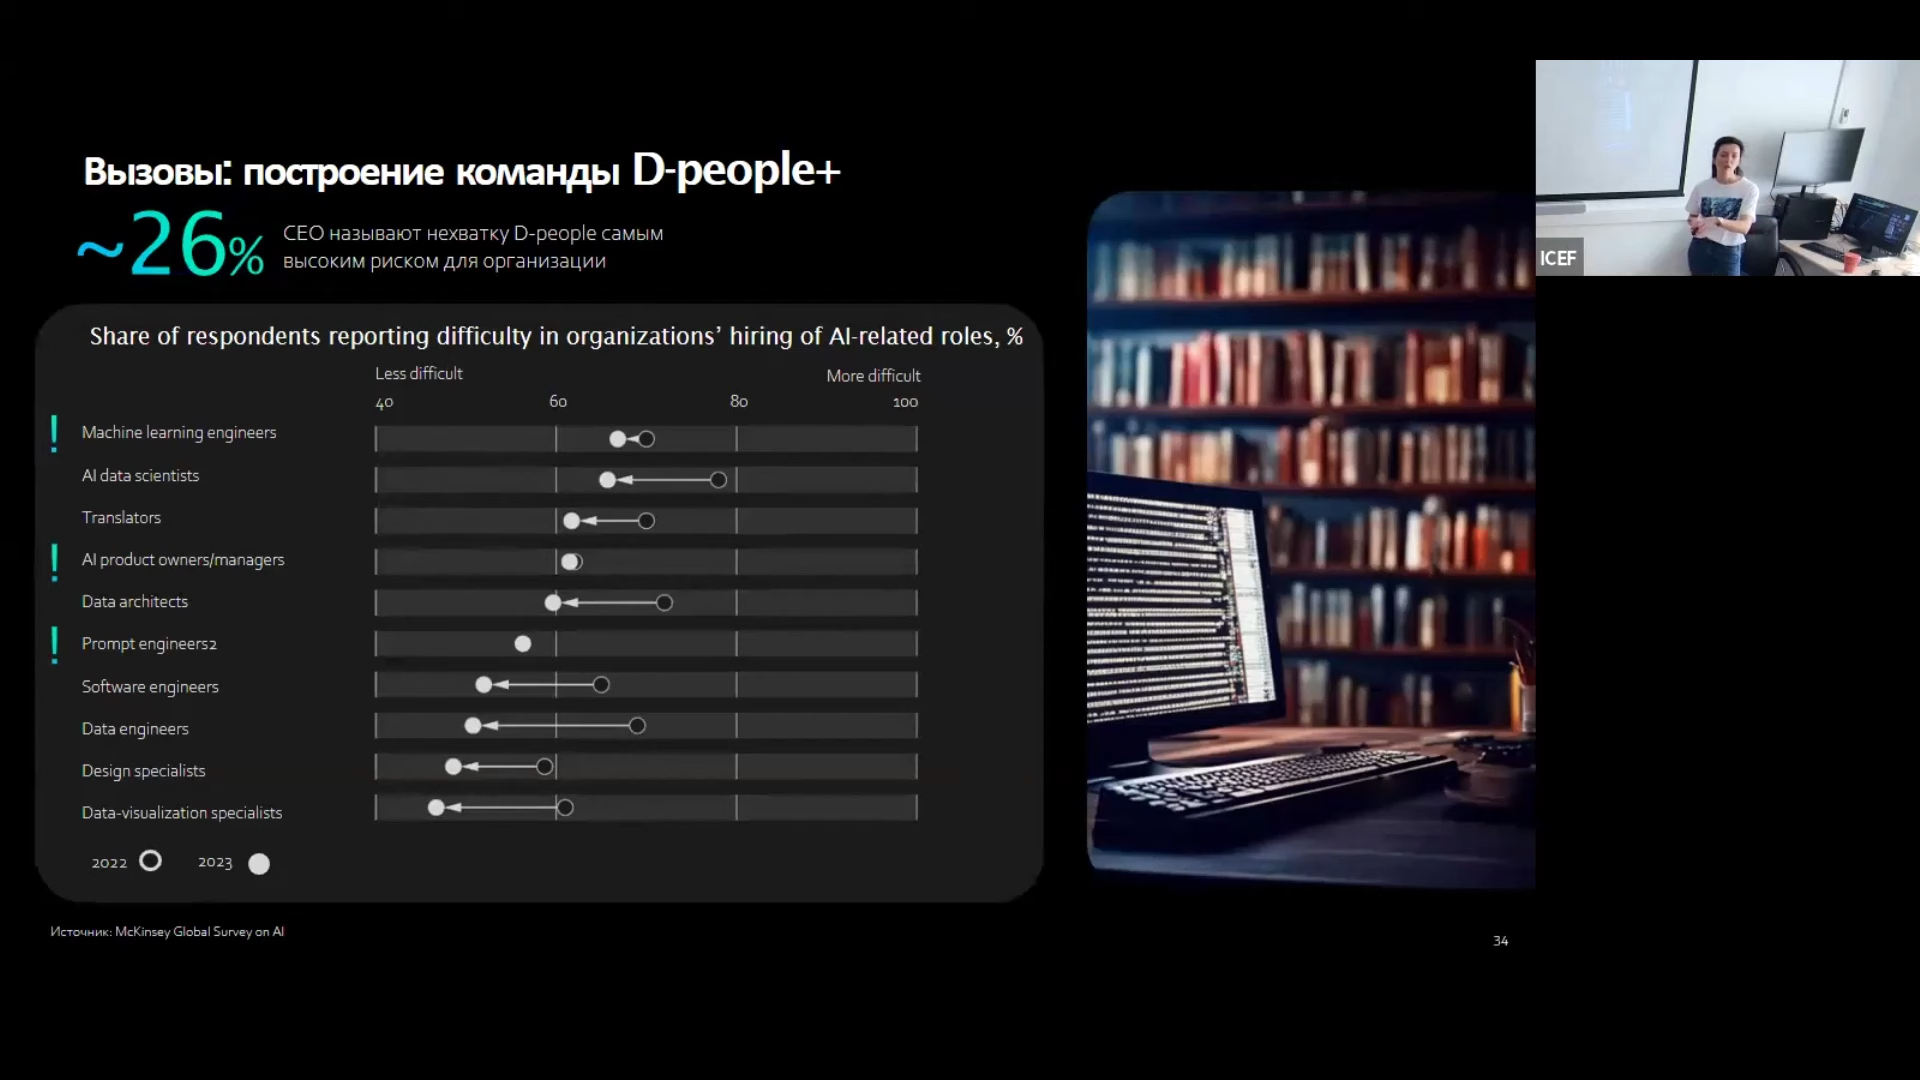 Вызовы: построение команды D-people+
~26%
CEO называют нехватку D-people самым
высоким риском для организации
Share of respondents reporting difficulty in organizations’ hiring of AI-related roles, %
Less difficult
More difficult
40 60 80 100
! Machine learning engineers
AI data scientists
Translators
! AI product owners/managers
Data architects
! Prompt engineers2
Software engineers
Data engineers
Design specialists
Data-visualization specialists
2022 2023
Источник: McKinsey Global Survey on AI
34
ICEF